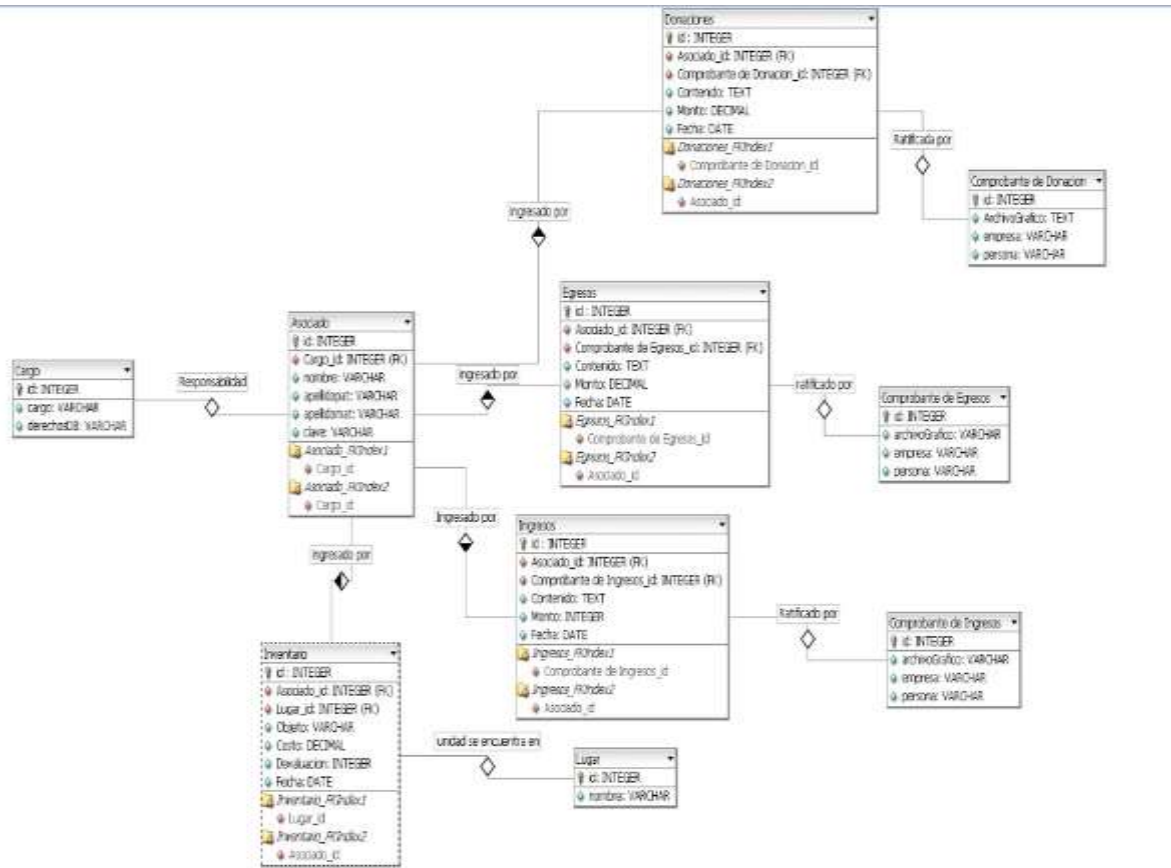 Donaciones
id: INTEGER
Asociado_id: INTEGER (FK)
Comprobante de Donacion_id: INTEGER (FK)
Contenido: TEXT
Monto: DECIMAL
Fecha: DATE
Donaciones_FKIndex1
Comprobante de Donacion_id
Donaciones_FKIndex2
Asociado_id
Ratificada por
Comprobante de Donacion
id: INTEGER
ArchivoGrafico: TEXT
empresa: VARCHAR
persona: VARCHAR
ingresado por
Egresos
id: INTEGER
Asociado_id: INTEGER (FK)
Comprobante de Egresos_id: INTEGER (FK)
Contenido: TEXT
Monto: DECIMAL
Fecha: DATE
Egresos_FKIndex1
Comprobante de Egresos_id
Egresos_FKIndex2
Asociado_id
Asociado
id: INTEGER
Cargo_id: INTEGER (FK)
nombre: VARCHAR
apellidopat: VARCHAR
apellidomat: VARCHAR
clave: VARCHAR
Asociado_FKIndex1
Cargo_id
Asociado_FKIndex2
Cargo_id
Cargo
id: INTEGER
cargo: VARCHAR
derechosDB: VARCHAR
Responsabilidad
ingresado por
ratificado por
Comprobante de Egresos
id: INTEGER
archivoGrafico: VARCHAR
empresa: VARCHAR
persona: VARCHAR
Ingresado por
Ingresos
id: INTEGER
Asociado_id: INTEGER (FK)
Comprobante de Ingresos_id: INTEGER (FK)
Contenido: TEXT
Monto: INTEGER
Fecha: DATE
Ingresos_FKIndex1
Comprobante de Ingresos_id
Ingresos_FKIndex2
Asociado_id
Ratificado por
Comprobante de Ingresos
id: INTEGER
archivoGrafico: VARCHAR
empresa: VARCHAR
persona: VARCHAR
ingresado por
Inventario
id: INTEGER
Asociado_id: INTEGER (FK)
Lugar_id: INTEGER (FK)
Objeto: VARCHAR
Costo: DECIMAL
Devaluacion: INTEGER
Fecha: DATE
Inventario_FKIndex1
Lugar_id
Inventario_FKIndex2
Asociado_id
unidad se encuentra en
Lugar
id: INTEGER
nombre: VARCHAR